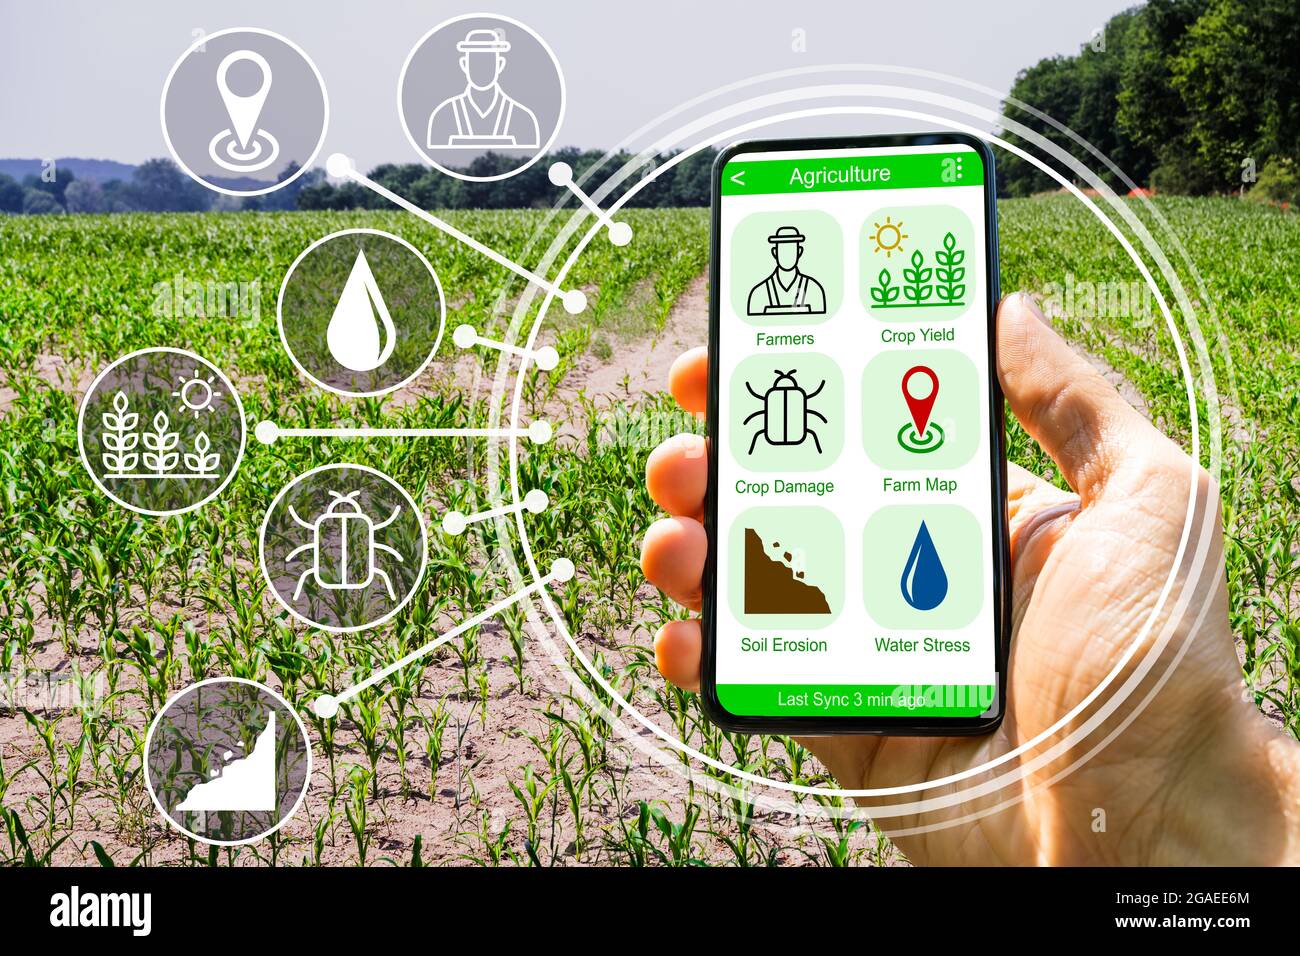 <
Agriculture
Farmers
Crop Yield
Crop Damage
Farm Map
Soil Erosion
Water Stress
Last Sync 3 min ago
a
a
a
a
a
a
alamy
Image ID: 2GAEE6M
www.alamy.com